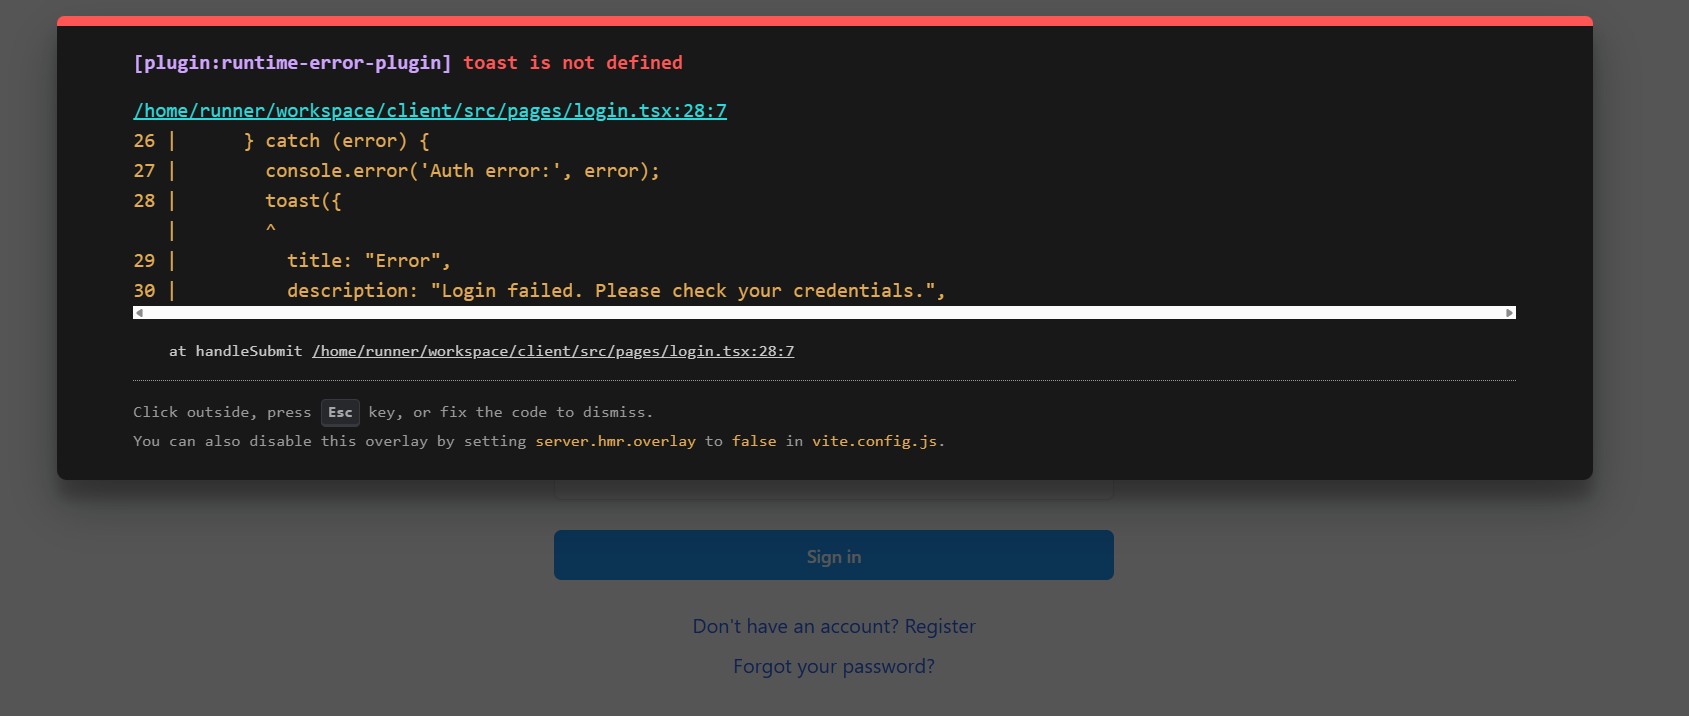 [plugin:runtime-error-plugin] toast is not defined
/home/runner/workspace/client/src/pages/login.tsx:28:7
26 |      } catch (error) {
27 |        console.error('Auth error:', error);
28 |        toast({
   |        ^
29 |          title: "Error",
30 |          description: "Login failed. Please check your credentials.",
at handleSubmit /home/runner/workspace/client/src/pages/login.tsx:28:7
Click outside, press Esc key, or fix the code to dismiss.
You can also disable this overlay by setting server.hmr.overlay to false in vite.config.js.
Sign in
Don't have an account? Register
Forgot your password?